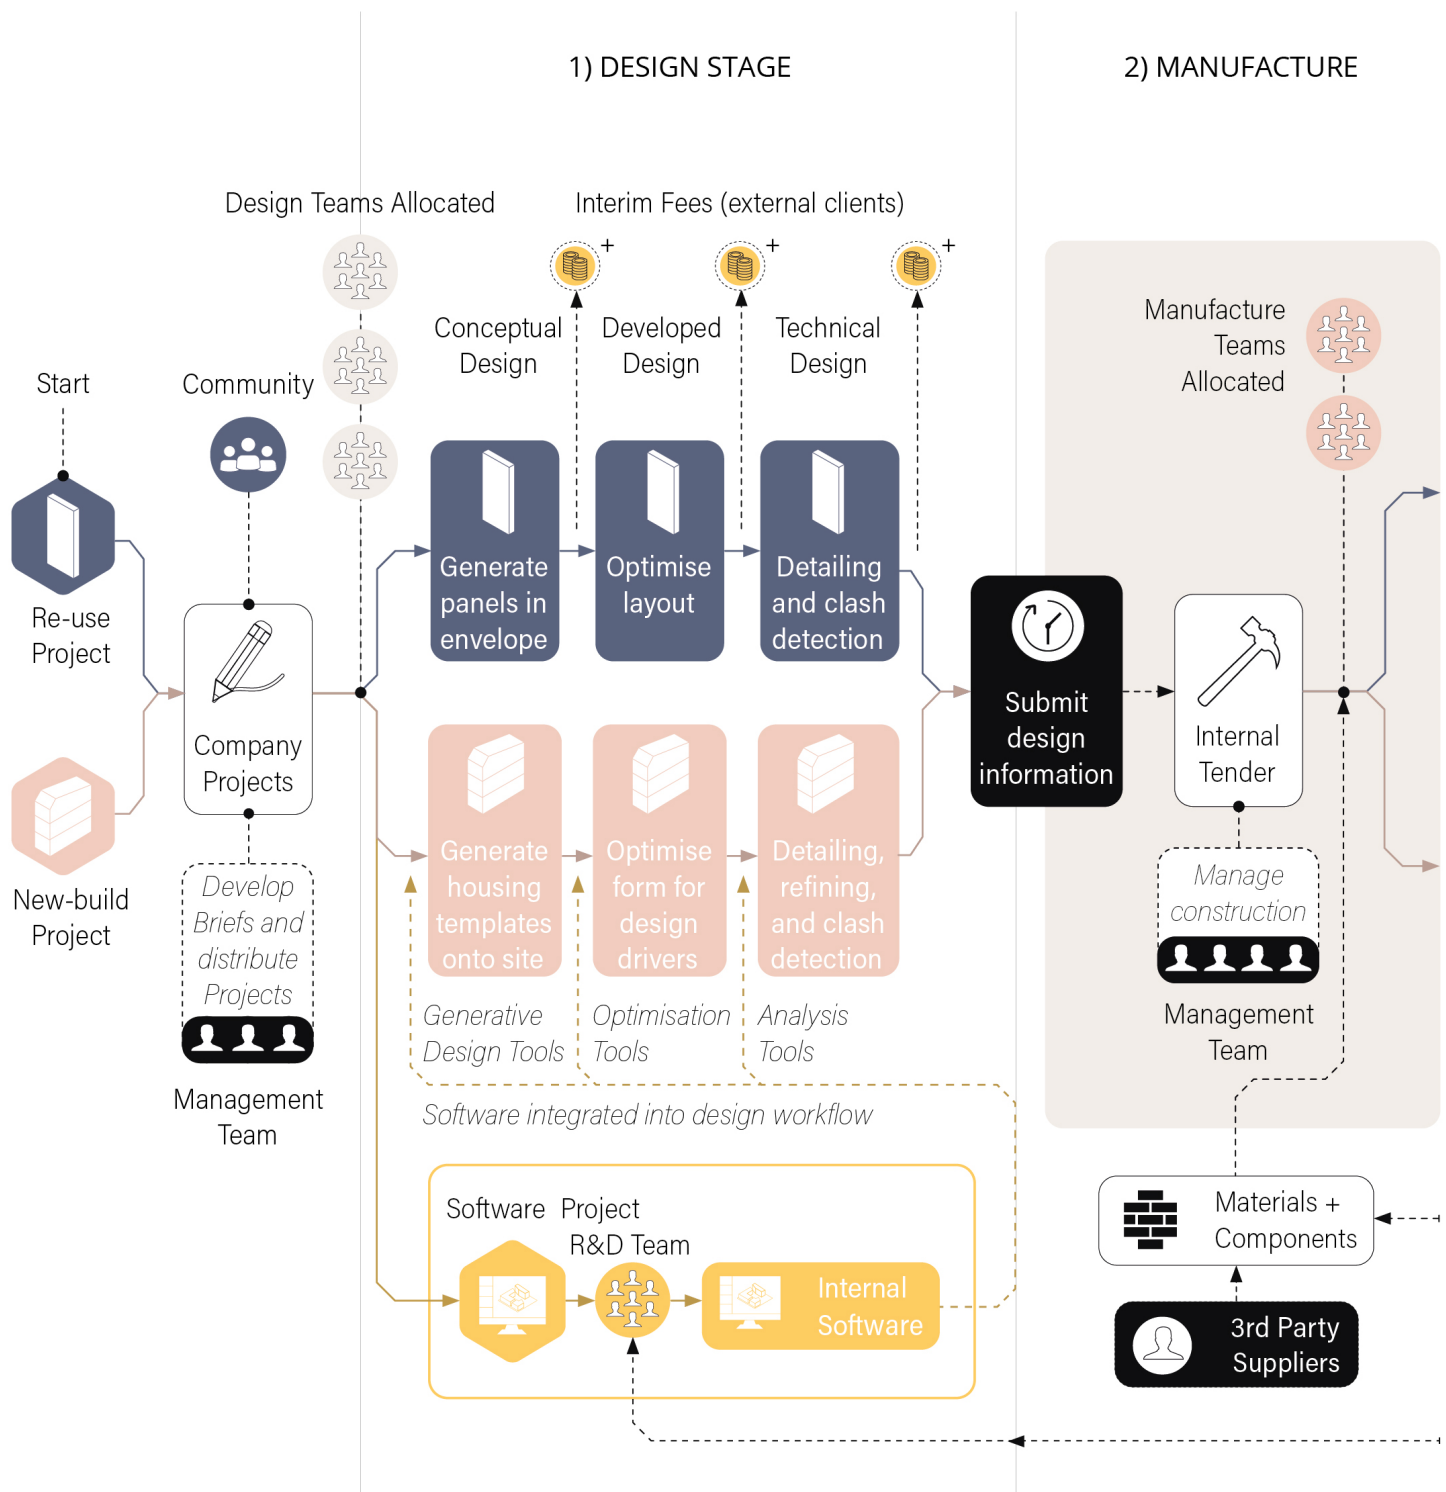 1) DESIGN STAGE
2) MANUFACTURE
Design Teams Allocated
Interim Fees (external clients)
+
+
+
Conceptual
Design
Developed
Design
Technical
Design
Manufacture
Teams
Allocated
Start
Community
Re-use
Project
New-build
Project
Company
Projects
Develop
Briefs and
distribute
Projects
Management
Team
Generate
panels in
envelope
Optimise
layout
Detailing
and clash
detection
Generate
housing
templates
onto site
Optimise
form for
design
drivers
Detailing,
refining,
and clash
detection
Submit
design
information
Internal
Tender
Manage
construction
Management
Team
Generative
Design Tools
Optimisation
Tools
Analysis
Tools
Software integrated into design workflow
Software Project
R&D Team
Internal
Software
Materials +
Components
3rd Party
Suppliers